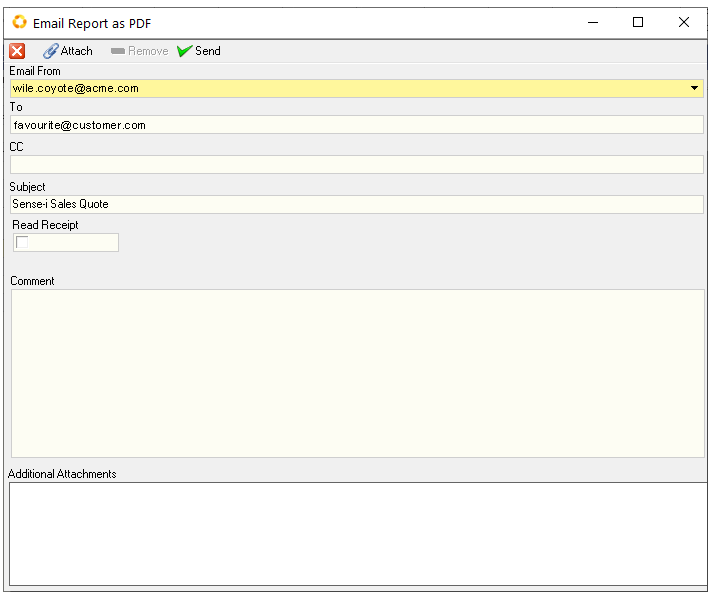 Email Report as PDF
Attach Remove Send
Email From
wile.coyote@acme.com
To
favourite@customer.com
CC
Subject
Sense-i Sales Quote
Read Receipt
Comment
Additional Attachments